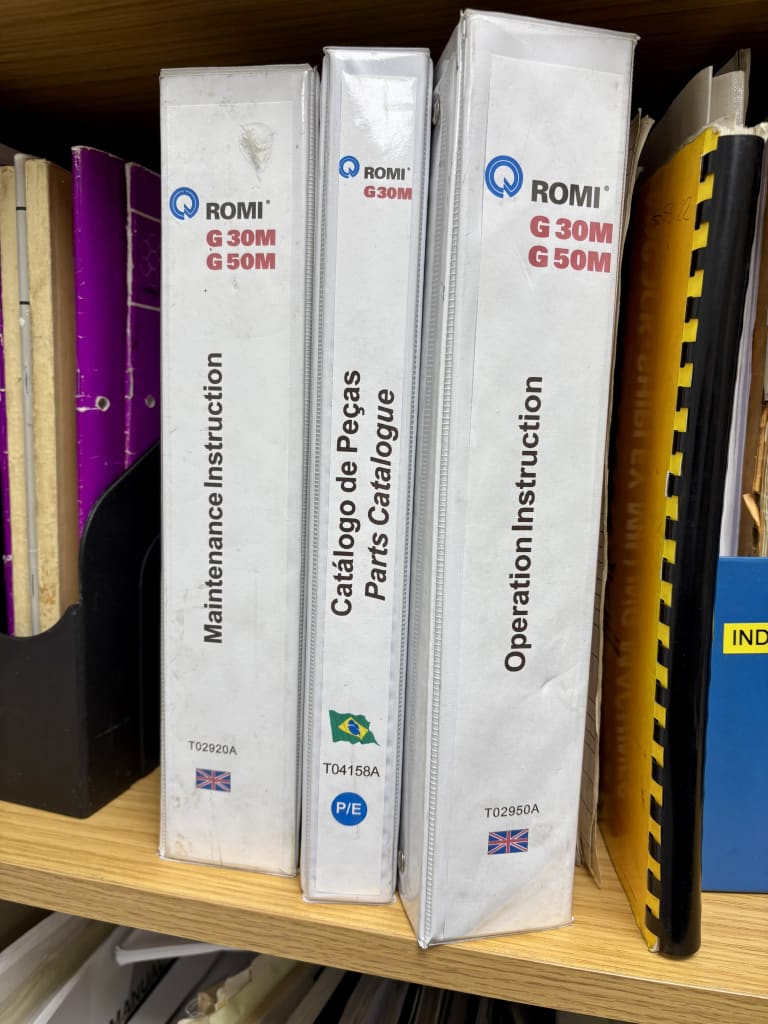 ROMI®
G 30M
G 50M
Maintenance Instruction
T02920A
ROMI®
G30M
Catálogo de Peças
Parts Catalogue
T04158A
P/E
ROMI®
G 30M
G 50M
Operation Instruction
T02950A
IND
MANUAL